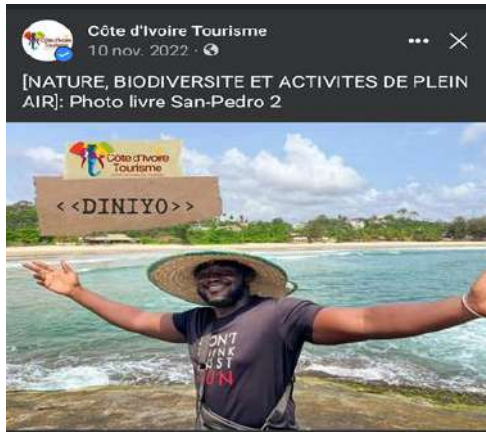 Côte d'Ivoire Tourisme
10 nov. 2022 ·
[NATURE, BIODIVERSITE ET ACTIVITES DE PLEIN
AIR]: Photo livre San-Pedro 2
Côte d'Ivoire
Tourisme
<<DINIYO>>